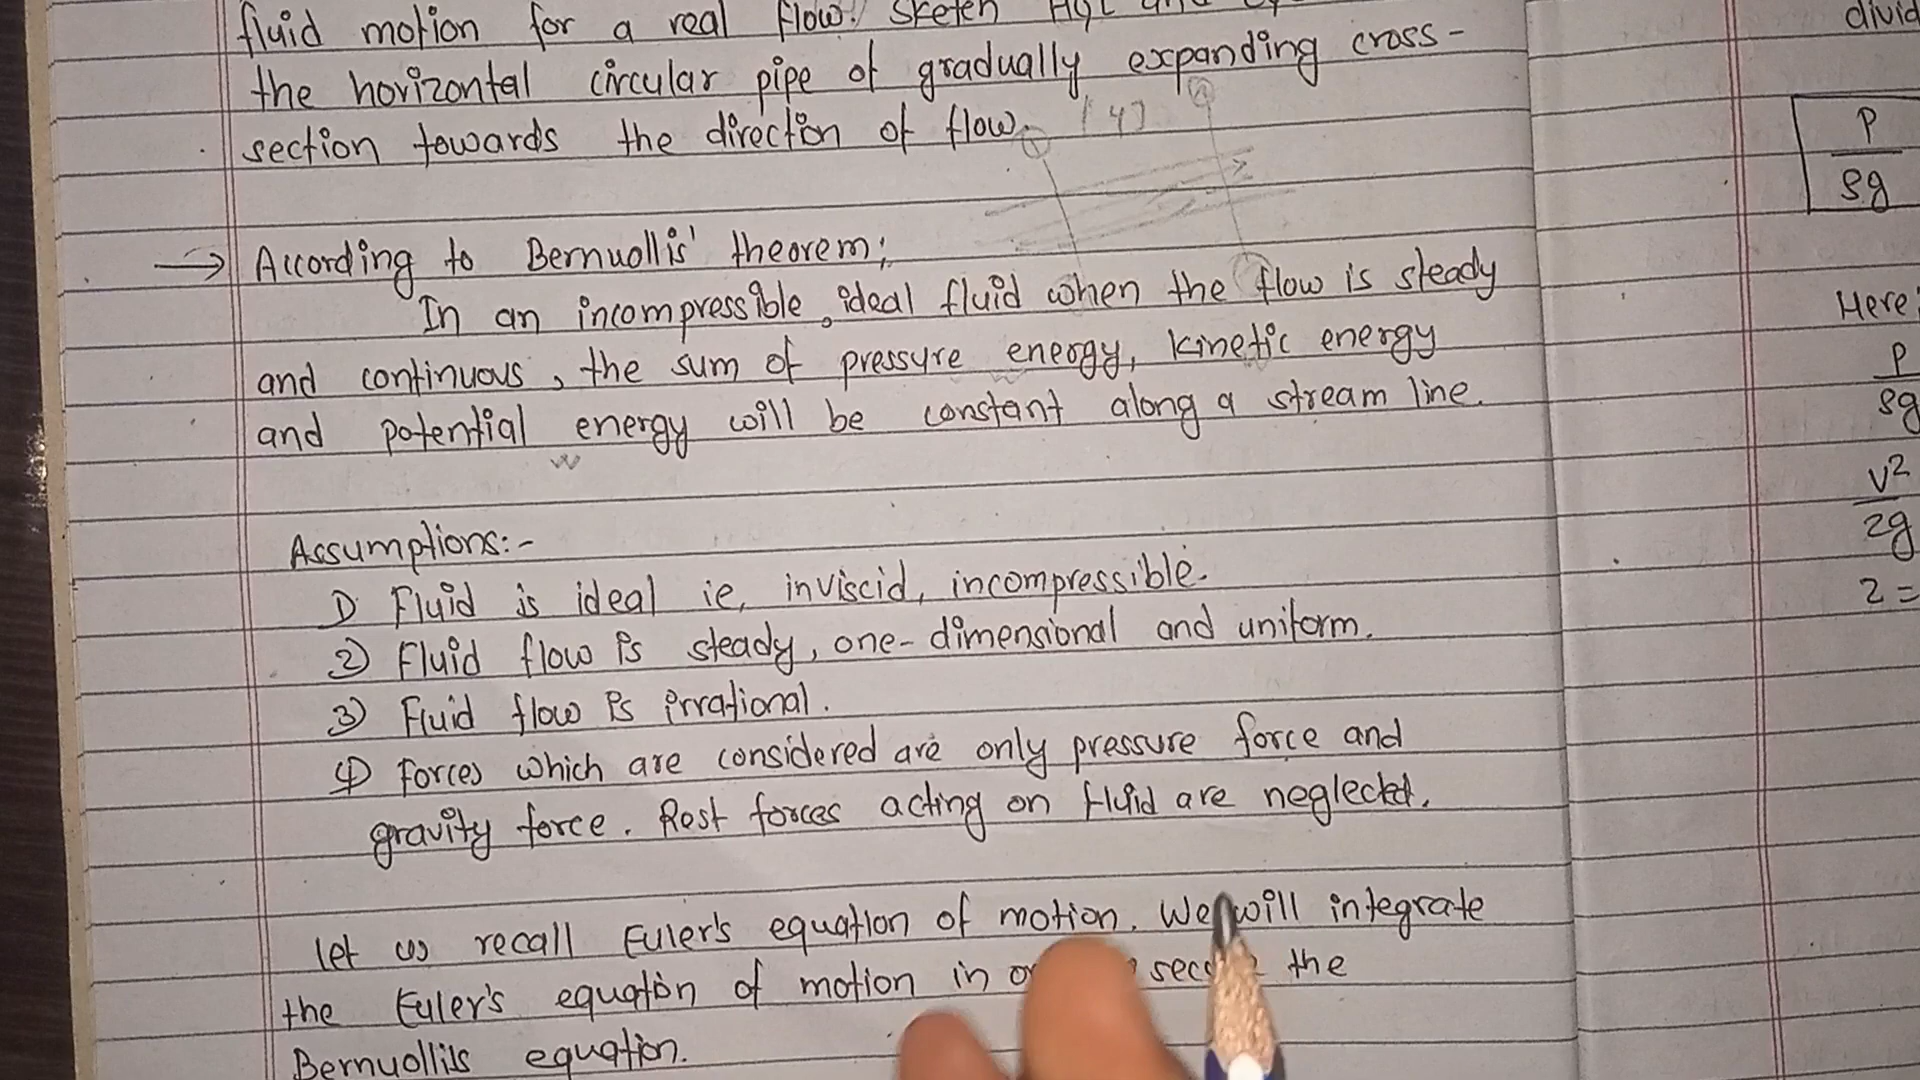 fluid motion for a real flow. Sketch HGL and
the horizontal circular pipe of gradually expanding cross-
section towards the direction of flow. [4]
→ According to Bernuollis' theorem;
In an incompressible, ideal fluid when the flow is steady
and continuous, the sum of pressure energy, kinetic energy
and potential energy will be constant along a stream line.
Assumptions:-
1) Fluid is ideal ie, inviscid, incompressible.
2) Fluid flow is steady, one-dimensional and uniform.
3) Fluid flow is irrational.
4) Forces which are considered are only pressure force and
gravity force. Rest forces acting on fluid are neglected.
Let us recall Euler's equation of motion. We will integrate
the Euler's equation of motion in the
Bernuollils equation.
divid
P
ρg
Here
P
ρg
v²
2g
z =